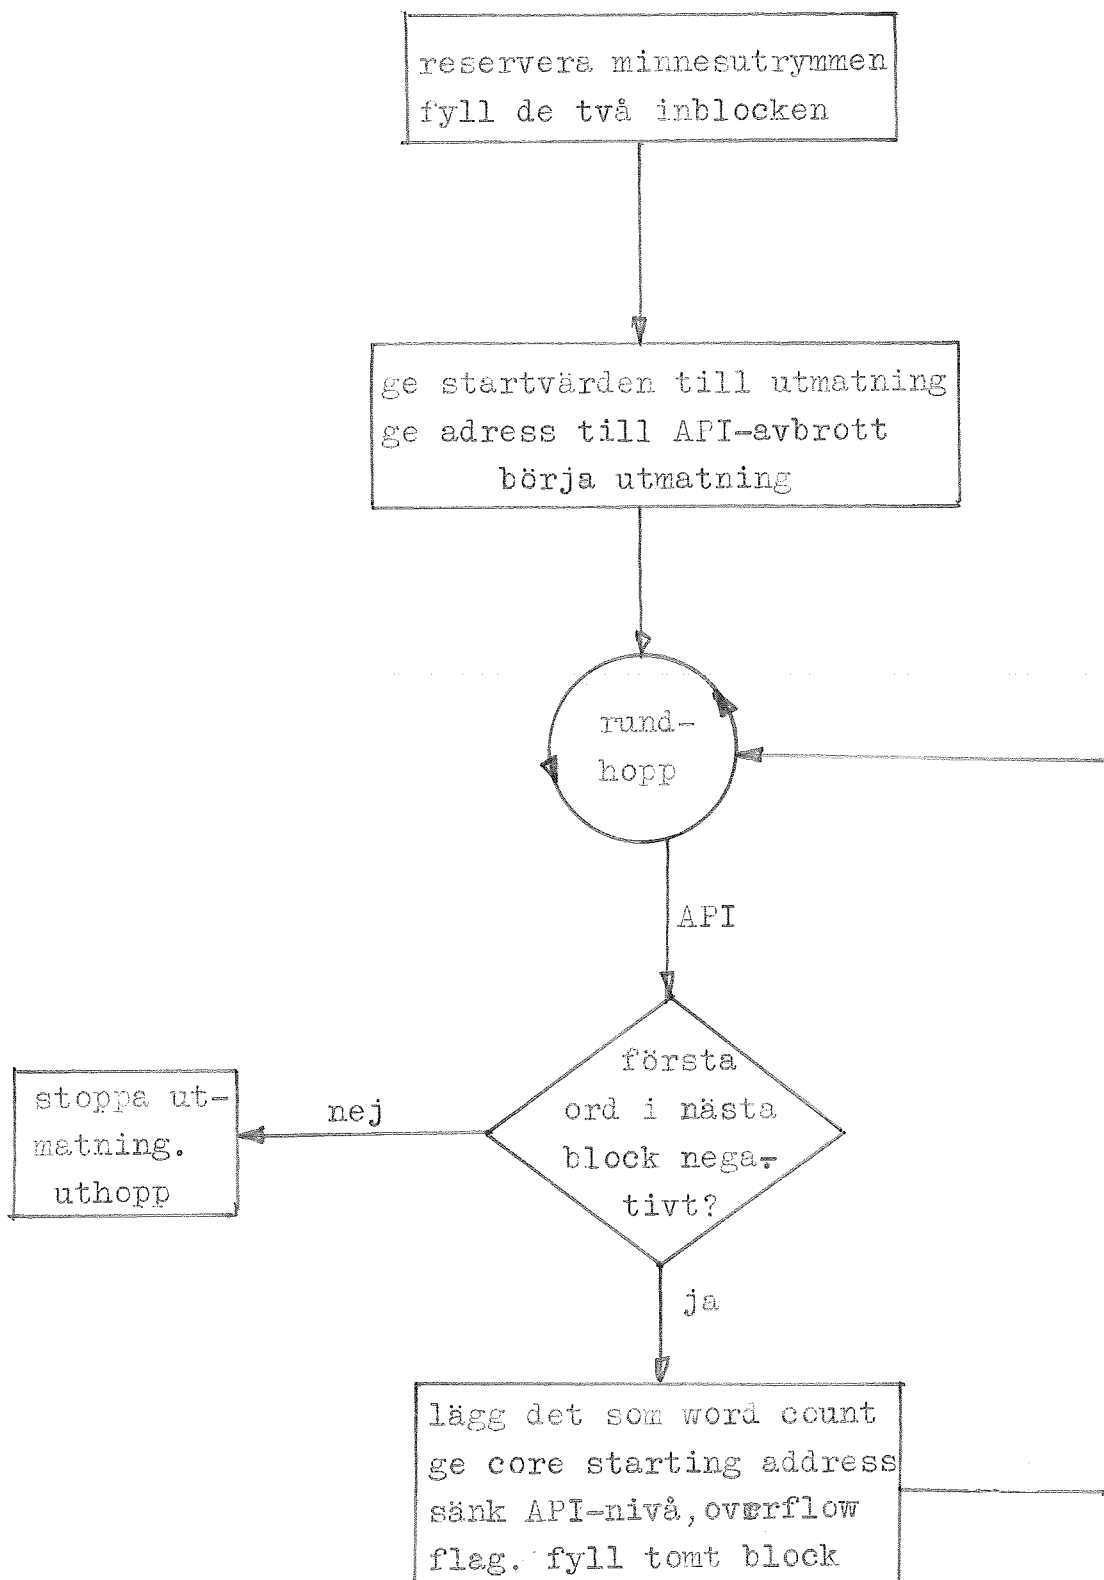 reservera minnesutrymmen
fyll de två inblocken
ge startvärden till utmatning
ge adress till API-avbrott
börja utmatning
rund-
hopp
API
första
ord i nästa
block nega-
tivt?
nej
stoppa ut-
matning.
uthopp
ja
lägg det som word count
ge core starting address
sänk API-nivå, overflow
flag. fyll tomt block